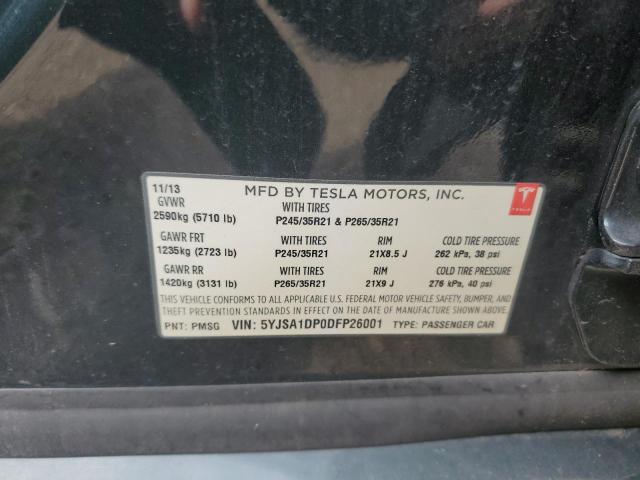 11/13 MFD BY TESLA MOTORS, INC.
TESLA
GVWR WITH TIRES
2590kg (5710 lb) P245/35R21 & P265/35R21
GAWR FRT WITH TIRES RIM COLD TIRE PRESSURE
1235kg (2723 lb) P245/35R21 21X8.5 J 262 kPa, 38 psi
GAWR RR WITH TIRES RIM COLD TIRE PRESSURE
1420kg (3131 lb) P265/35R21 21X9 J 276 kPa, 40 psi
THIS VEHICLE CONFORMS TO ALL APPLICABLE U.S. FEDERAL MOTOR VEHICLE SAFETY, BUMPER, AND
THEFT PREVENTION STANDARDS IN EFFECT ON THE DATE OF MANUFACTURE SHOWN ABOVE.
PNT: PMSG VIN: 5YJSA1DP0DFP26001 TYPE: PASSENGER CAR